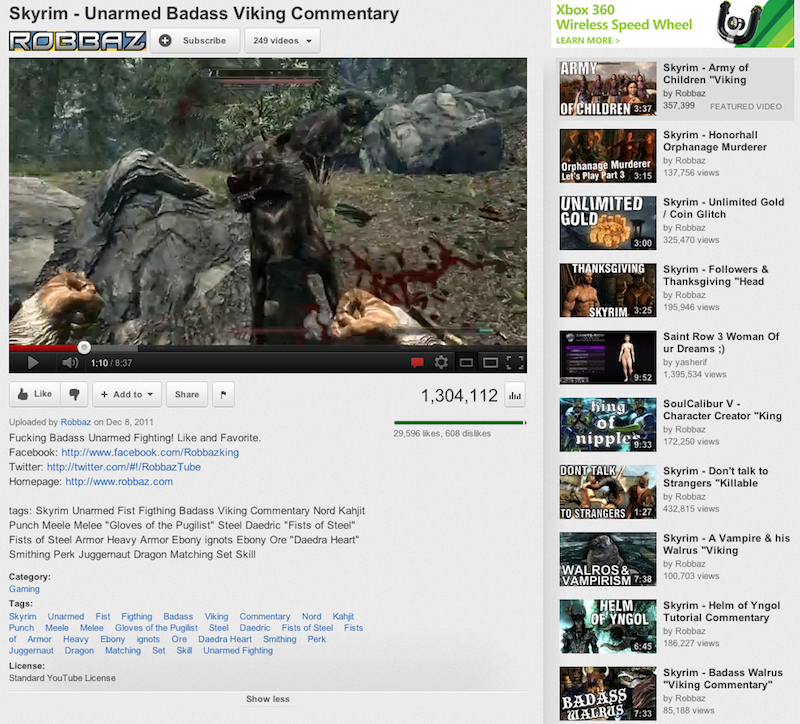 Skyrim - Unarmed Badass Viking Commentary
ROBBAZ
Subscribe
249 videos
1:10 / 8:37
Like
Add to
Share
1,304,112
Uploaded by Robbaz on Dec 8, 2011
29,596 likes, 608 dislikes
Fucking Badass Unarmed Fighting! Like and Favorite.
Facebook: http://www.facebook.com/Robbazking
Twitter: http://twitter.com/#!/RobbazTube
Homepage: http://www.robbaz.com
tags: Skyrim Unarmed Fist Figthing Badass Viking Commentary Nord Kahjit
Punch Meele Melee "Gloves of the Pugilist" Steel Daedric "Fists of Steel"
Fists of Steel Armor Heavy Armor Ebony ignots Ebony Ore "Daedra Heart"
Smithing Perk Juggernaut Dragon Matching Set Skill
Category:
Gaming
Tags:
Skyrim Unarmed Fist Figthing Badass Viking Commentary Nord Kahjit
Punch Meele Melee Gloves of the Pugilist Steel Daedric Fists of Steel Fists
of Armor Heavy Ebony ignots Ore Daedra Heart Smithing Perk
Juggernaut Dragon Matching Set Skill Unarmed Fighting
License:
Standard YouTube License
Show less
Xbox 360
Wireless Speed Wheel
LEARN MORE >
ARMY
OF CHILDREN 3:37
Skyrim - Army of
Children "Viking
by Robbaz
357,399 FEATURED VIDEO
Orphanage Murderer
Let's Play Part 3 3:15
Skyrim - Honorhall
Orphanage Murderer
by Robbaz
137,756 views
UNLIMITED
GOLD
3:00
Skyrim - Unlimited Gold
/ Coin Glitch
by Robbaz
325,470 views
THANKSGIVING
SKYRIM 3:25
Skyrim - Followers &
Thanksgiving "Head
by Robbaz
195,946 views
9:52
Saint Row 3 Woman Of
ur Dreams ;)
by yasherif
1,395,534 views
King
of
nipples
9:33
SoulCalibur V -
Character Creator "King
by Robbaz
172,250 views
DONT TALK
TO STRANGERS 1:27
Skyrim - Don't talk to
Strangers "Killable
by Robbaz
432,815 views
WALROS &
VAMPIRISM 7:38
Skyrim - A Vampire & his
Walrus "Viking
by Robbaz
100,703 views
HELM
OF YNGOL
6:45
Skyrim - Helm of Yngol
Tutorial Commentary
by Robbaz
186,227 views
BADASS
WALRUS 7:33
Skyrim - Badass Walrus
"Viking Commentary"
by Robbaz
85,188 views